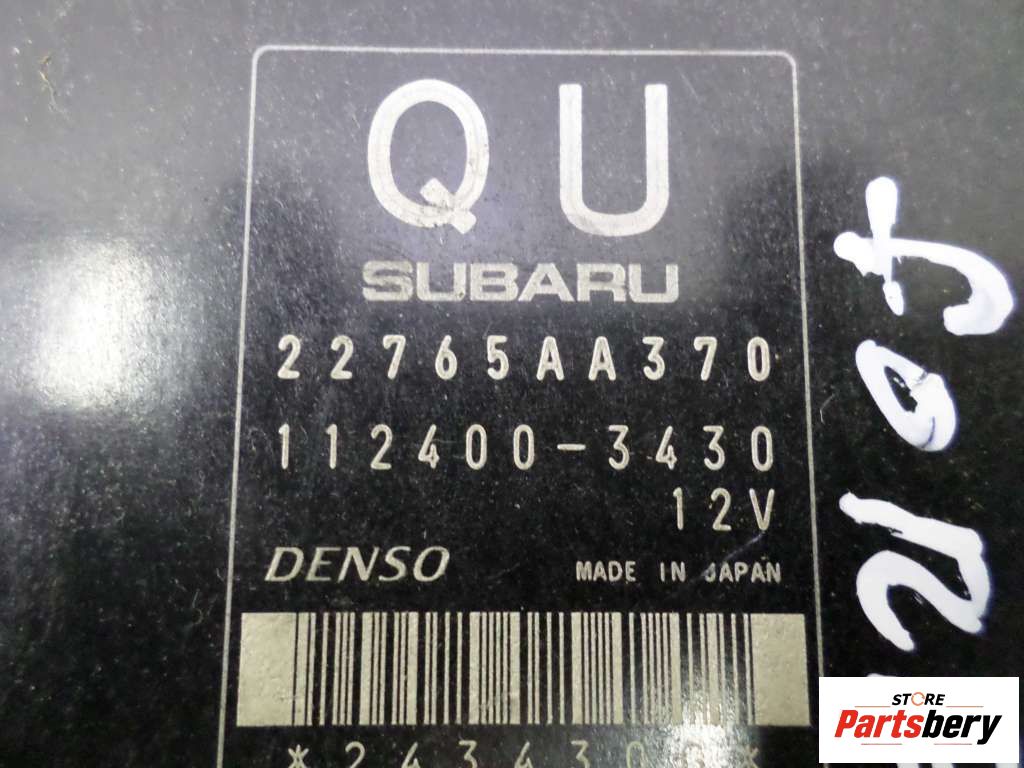 QU
SUBARU
22765AA370
112400-3430
12V
DENSO MADE IN JAPAN
STORE
Partsbery